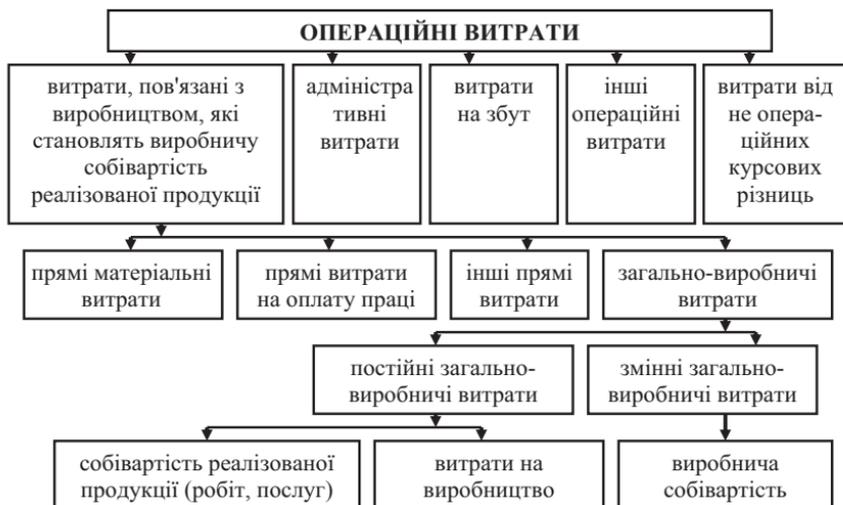 ОПЕРАЦІЙНІ ВИТРАТИ
витрати, пов'язані з
виробництвом, які
становлять виробничу
собівартість
реалізованої продукції
адміністра
тивні
витрати
витрати
на збут
інші
операційні
витрати
витрати від
не опера-
ційних
курсових
різниць
прямі матеріальні
витрати
прямі витрати
на оплату праці
інші прямі
витрати
загально-виробничі
витрати
постійні загально-
виробничі витрати
змінні загально-
виробничі витрати
собівартість реалізованої
продукції (робіт, послуг)
витрати на
виробництво
виробнича
собівартість